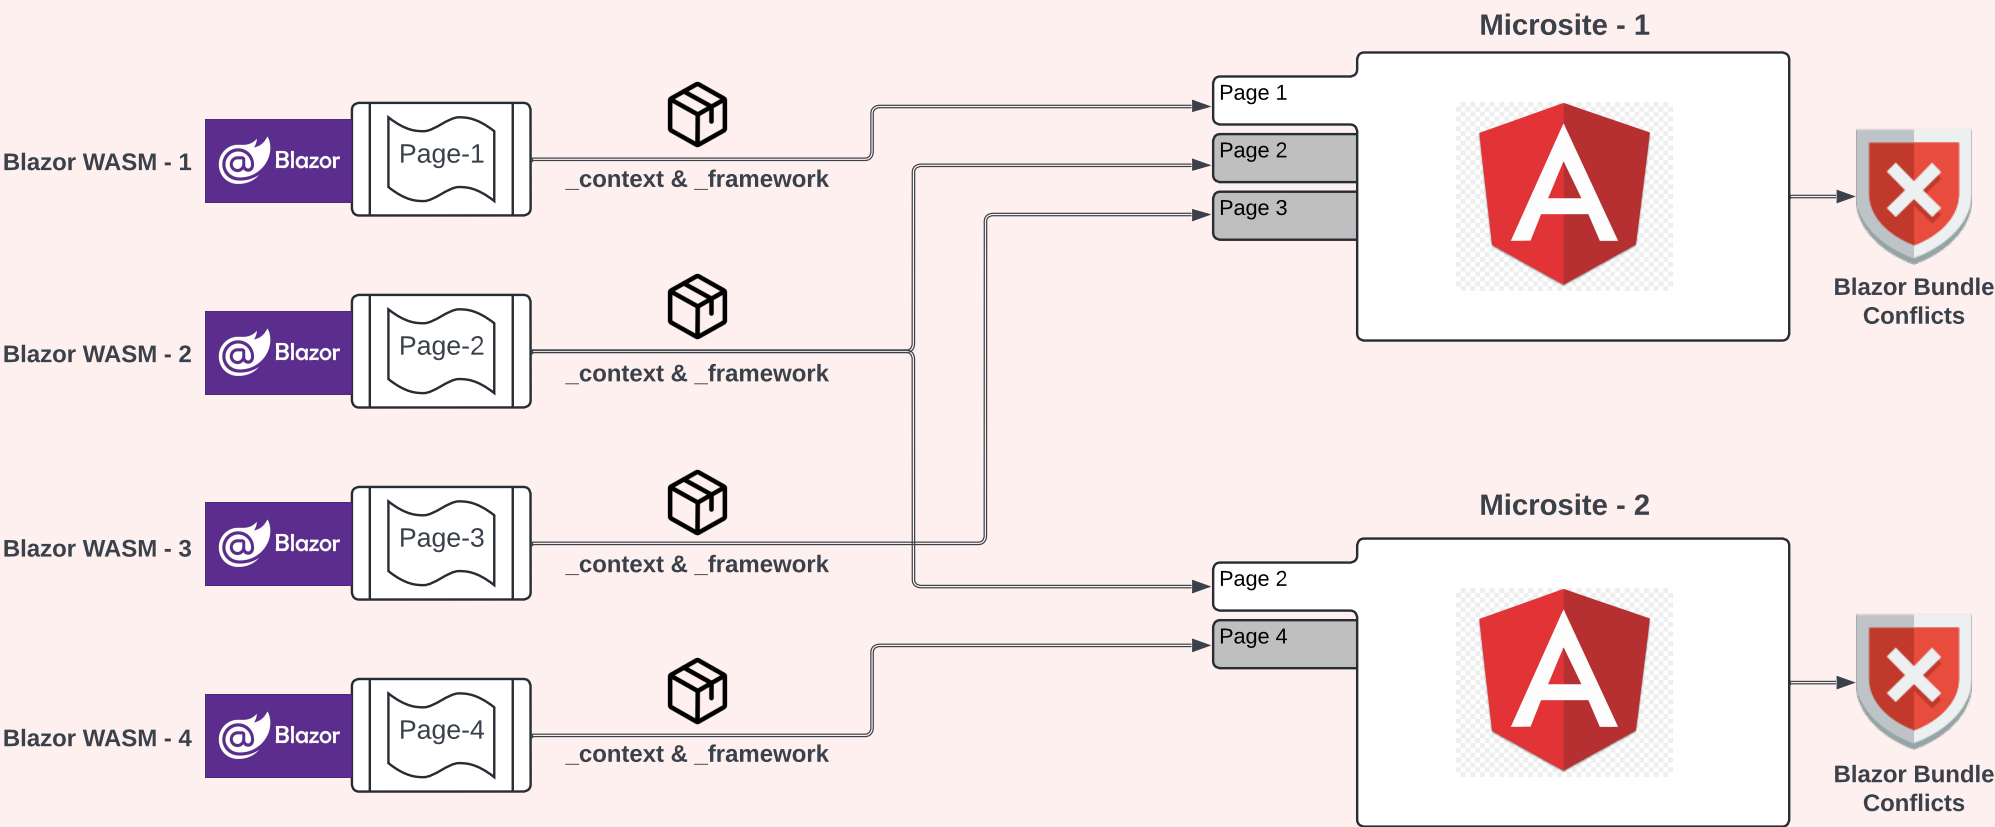 Microsite - 1
Page 1
Page 2
Page 3
Blazor WASM - 1
Blazor
Page-1
_context & _framework
Blazor Bundle
Conflicts
Blazor WASM - 2
Blazor
Page-2
_context & _framework
Microsite - 2
Blazor WASM - 3
Blazor
Page-3
_context & _framework
Page 2
Page 4
Blazor WASM - 4
Blazor
Page-4
_context & _framework
Blazor Bundle
Conflicts